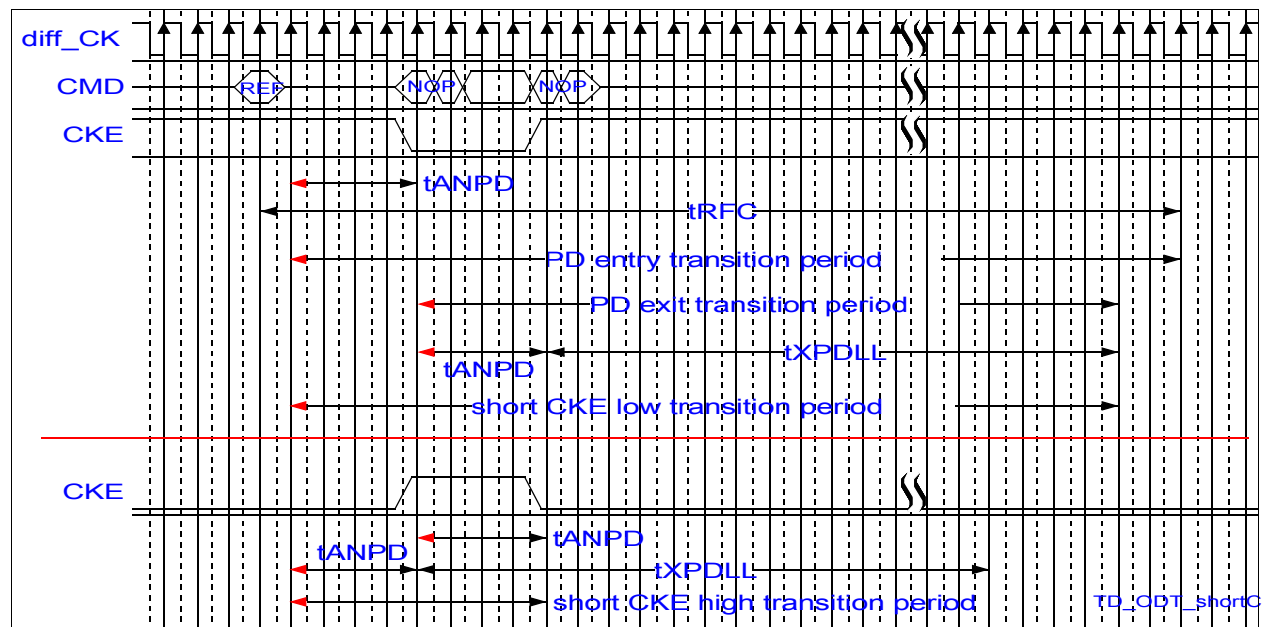 diff_CK
CMD
REF
NOP
NOP
CKE
tANPD
tRFC
PD entry transition period
PD exit transition period
tXPDLL
tANPD
short CKE low transition period
CKE
tANPD
tANPD
tXPDLL
short CKE high transition period
TD_ODT_shortC